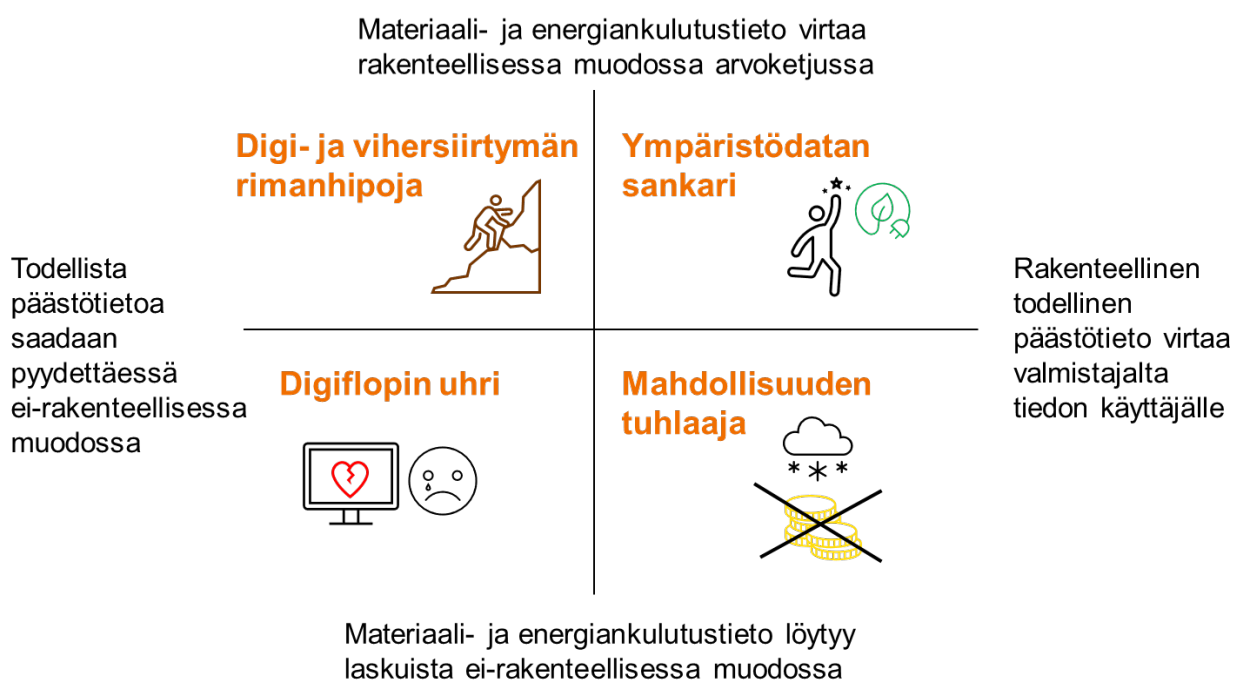 Materiaali- ja energiankulutustieto virtaa
rakenteellisessa muodossa arvoketjussa
Digi- ja vihersiirtymän
rimanhipoja
Ympäristödatan
sankari
Todellista
päästötietoa
saadaan
pyydettäessä
ei-rakenteellisessa
muodossa
Rakenteellinen
todellinen
päästötieto virtaa
valmistajalta
tiedon käyttäjälle
Digiflopin uhri
Mahdollisuuden
tuhlaaja
Materiaali- ja energiankulutustieto löytyy
laskuista ei-rakenteellisessa muodossa